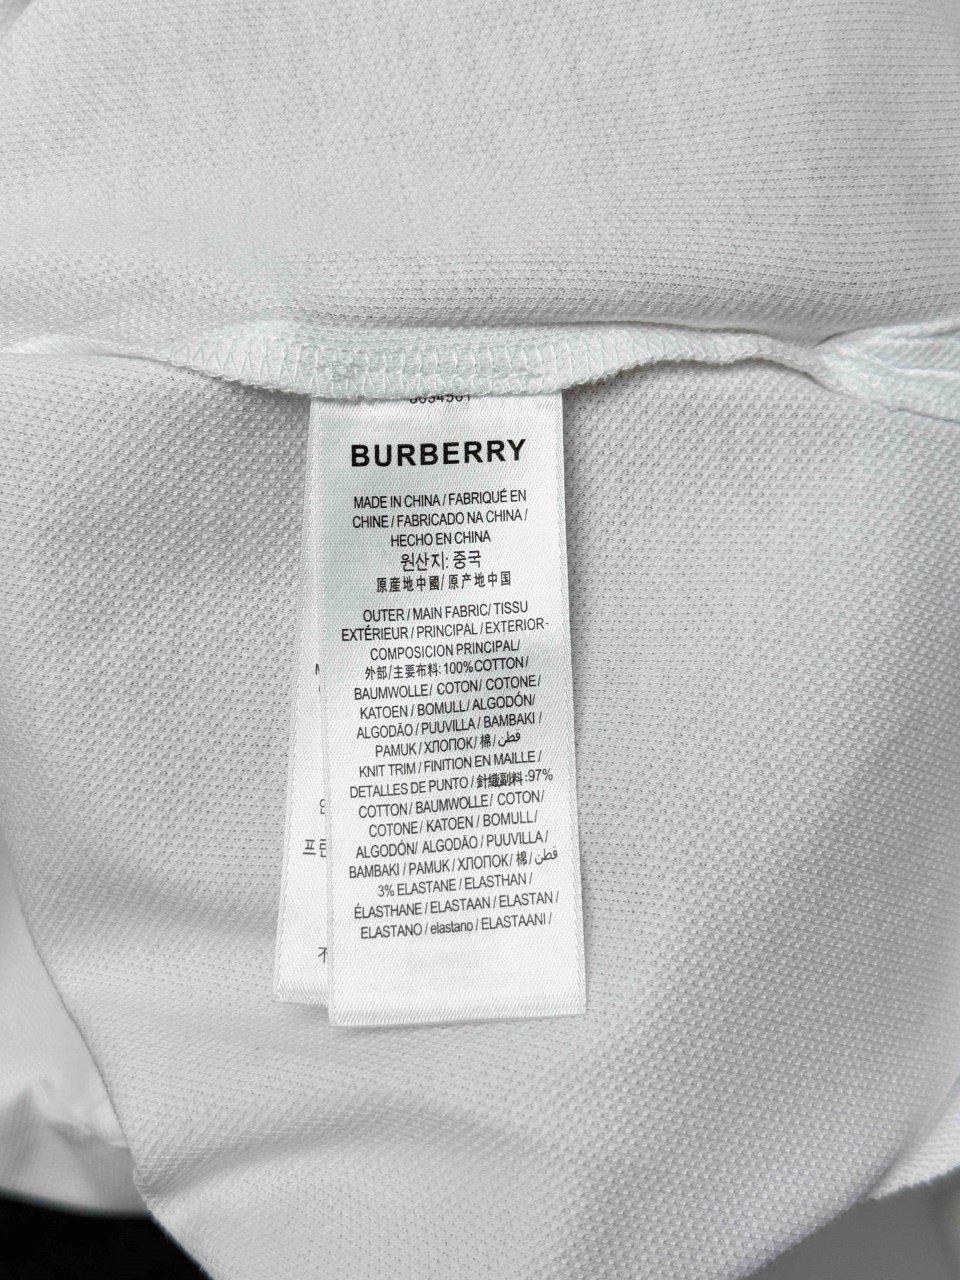 BURBERRY
MADE IN CHINA / FABRIQUÉ EN
CHINE / FABRICADO NA CHINA /
HECHO EN CHINA
원산지: 중국
原産地中國/ 原产地中国
OUTER / MAIN FABRIC/ TISSU
EXTÉRIEUR / PRINCIPAL / EXTERIOR-
COMPOSICION PRINCIPAL/
外部/主要布料: 100% COTTON /
BAUMWOLLE/ COTON/ COTONE/
KATOEN / BOMULL/ ALGODÓN/
ALGODÃO / PUUVILLA / BAMBAKI /
PAMUK / ХЛОПОК/ 棉/ قطن
KNIT TRIM / FINITION EN MAILLE /
DETALLES DE PUNTO / 針織副料 :97%
COTTON / BAUMWOLLE/ COTON/
COTONE/ KATOEN / BOMULL/
ALGODÓN/ ALGODÃO / PUUVILLA /
BAMBAKI / PAMUK / ХЛОПОК/ 棉/ قطن
3% ELASTANE / ELASTHAN /
ÉLASTHANE / ELASTAAN / ELASTAN /
ELASTANO / elastano / ELASTAANI /